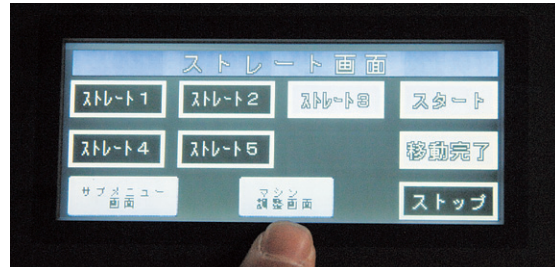 ストレート画面
ｽﾄﾚｰﾄ1 ｽﾄﾚｰﾄ2 ｽﾄﾚｰﾄ3 スタート
ｽﾄﾚｰﾄ4 ｽﾄﾚｰﾄ5 移動完了
サブメニュー
画面
マシン
調整画面
ストップ